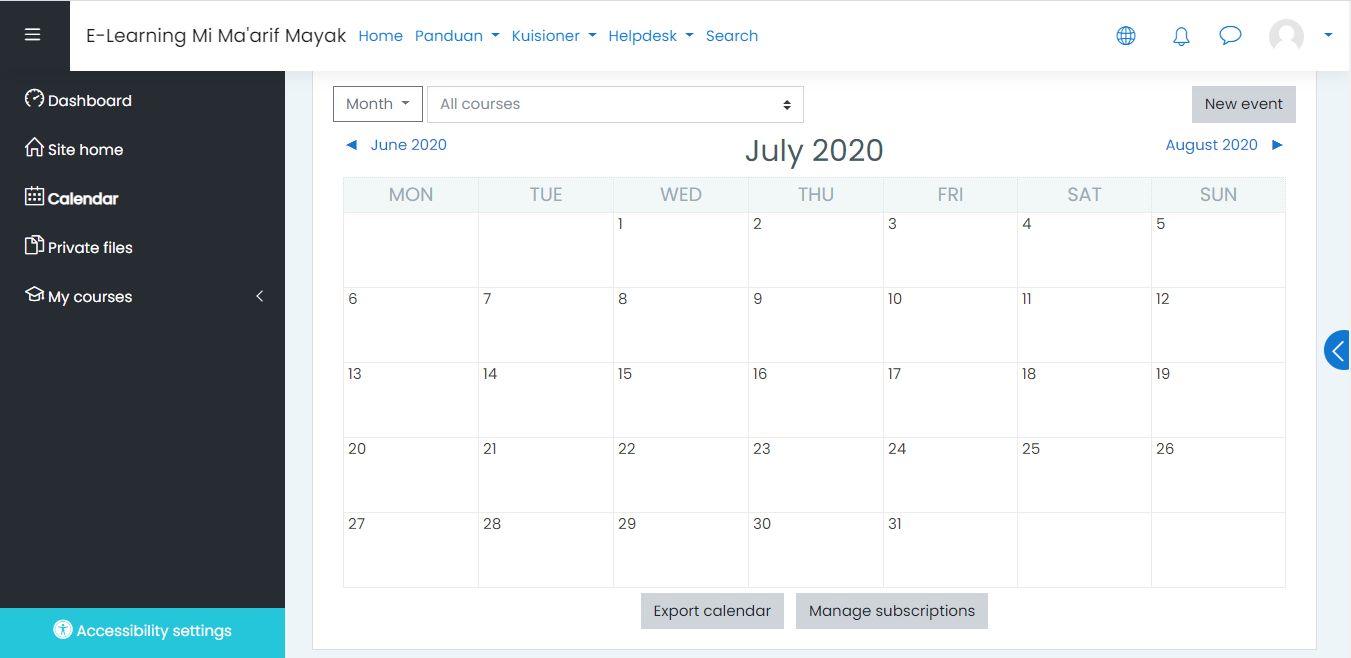 E-Learning Mi Ma'arif Mayak Home Panduan Kuisioner Helpdesk Search
Dashboard
Site home
Calendar
Private files
My courses
Accessibility settings
Month All courses New event
June 2020 July 2020 August 2020
MON TUE WED THU FRI SAT SUN
1 2 3 4 5
6 7 8 9 10 11 12
13 14 15 16 17 18 19
20 21 22 23 24 25 26
27 28 29 30 31
Export calendar Manage subscriptions